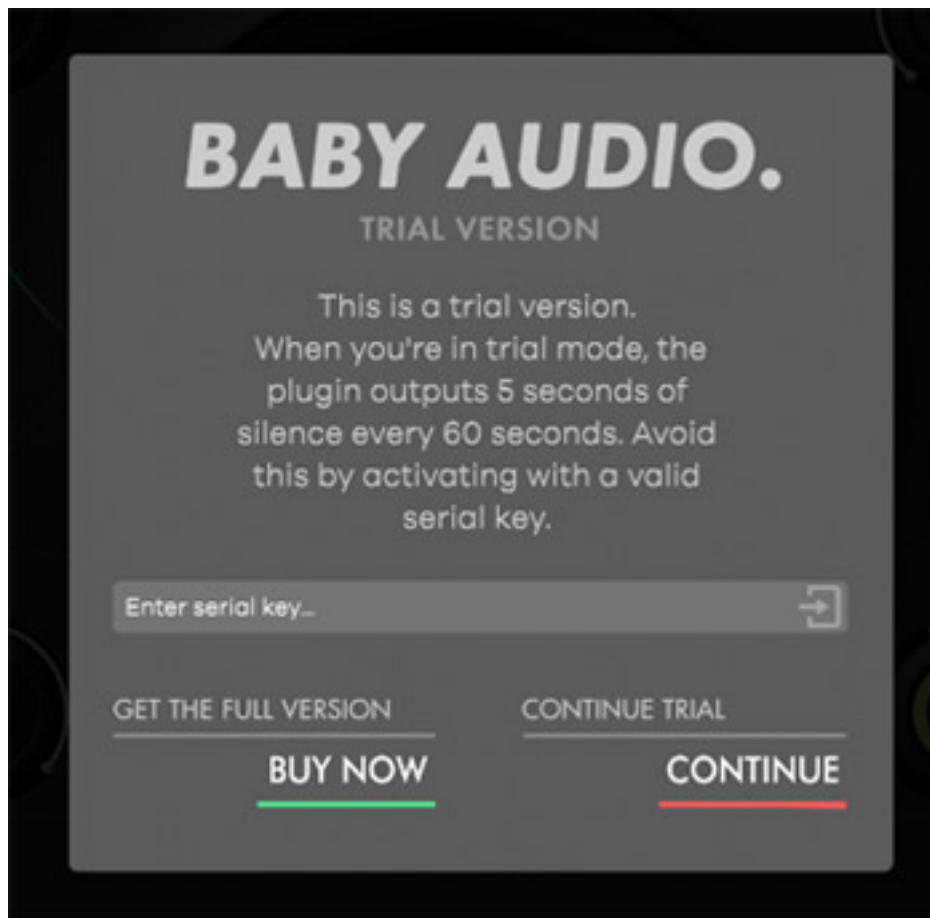 BABY AUDIO.
TRIAL VERSION
This is a trial version.
When you're in trial mode, the
plugin outputs 5 seconds of
silence every 60 seconds. Avoid
this by activating with a valid
serial key.
Enter serial key...
GET THE FULL VERSION
BUY NOW
CONTINUE TRIAL
CONTINUE